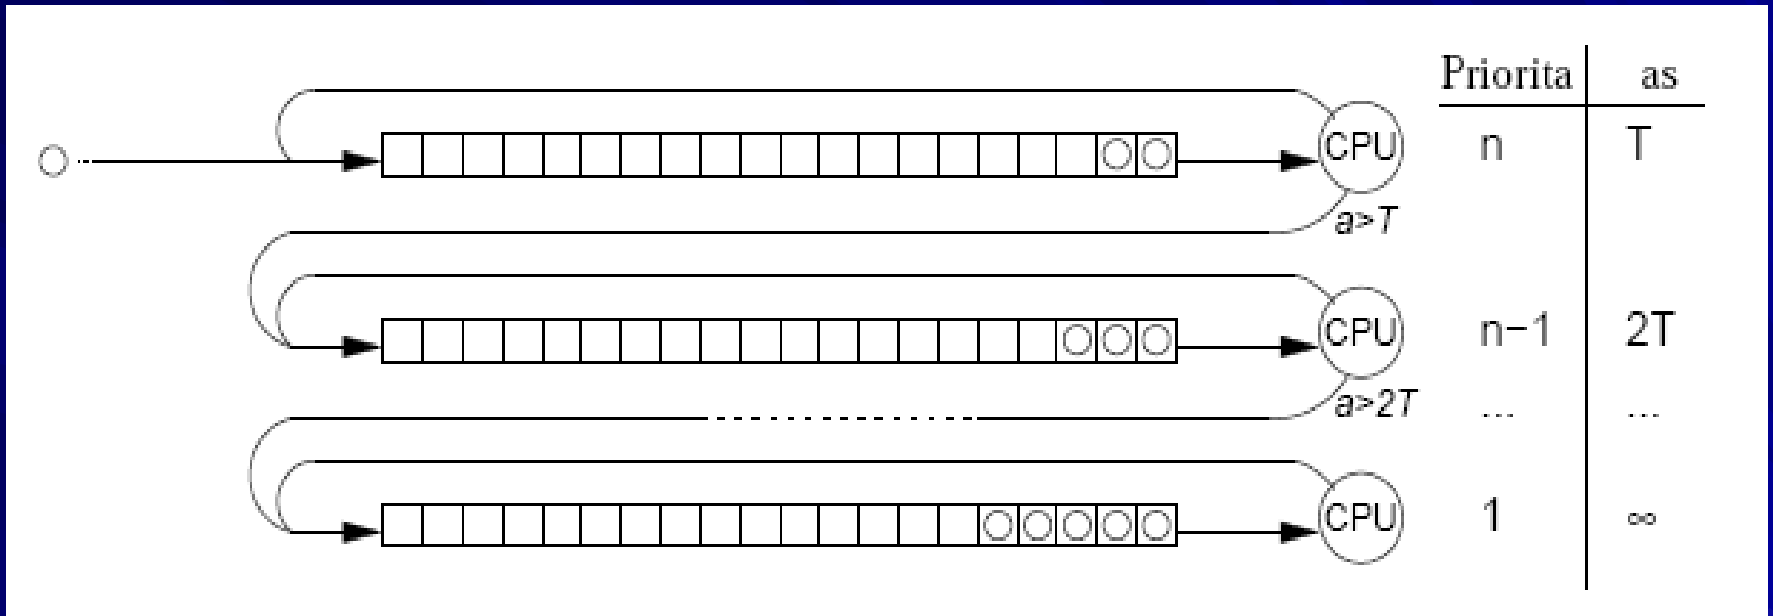 Priorita as
CPU n T
a>T
CPU n−1 2T
a>2T ... ...
CPU 1 ∞